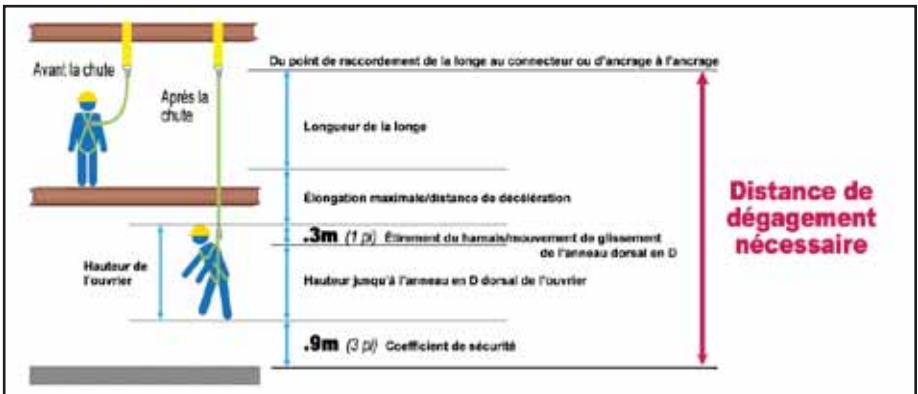 Du point de raccordement de la longe au connecteur ou d'ancrage à l'ancrage
Avant la chute
Après la
chute
Longueur de la longe
Élongation maximale/distance de décélération
.3m (1 pi) Étirement du harnais/mouvement de glissement
de l'anneau dorsal en D
Hauteur de
l'ouvrier
Hauteur jusqu'à l'anneau en D dorsal de l'ouvrier
.9m (3 pi) Coefficient de sécurité
Distance de
dégagement
nécessaire